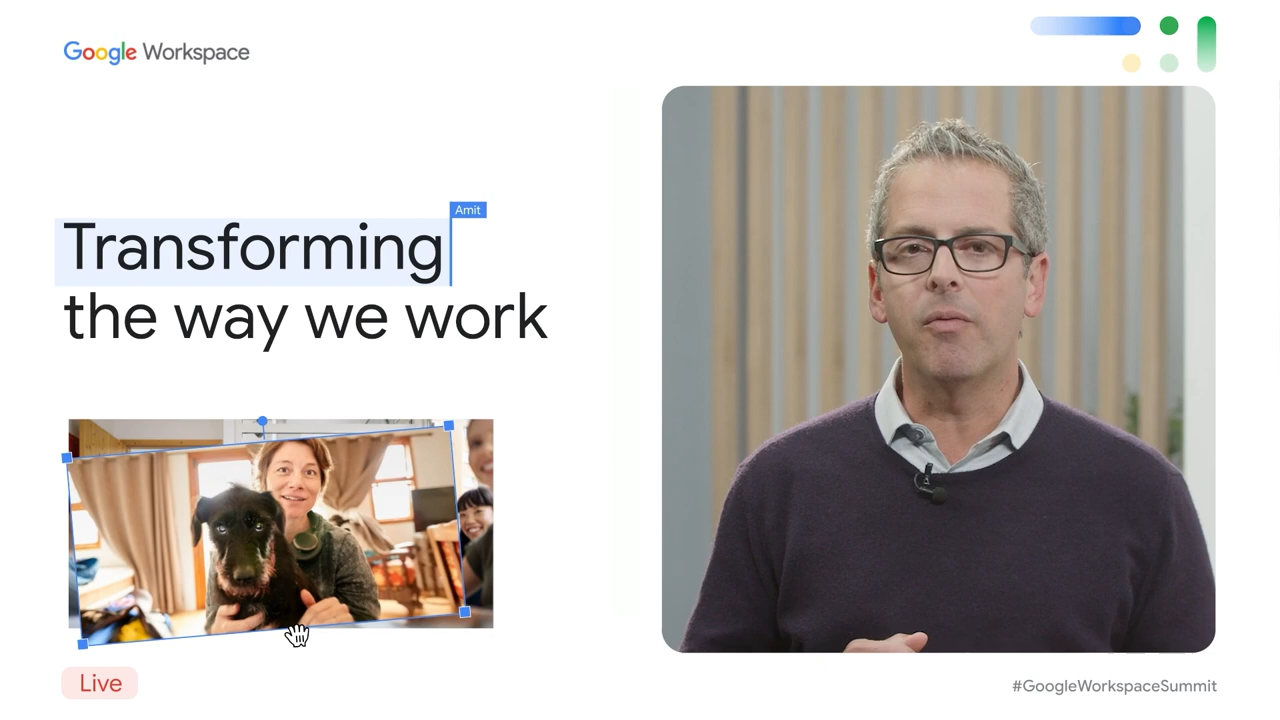 Google Workspace
Amit
Transforming
the way we work
Live
#GoogleWorkspaceSummit